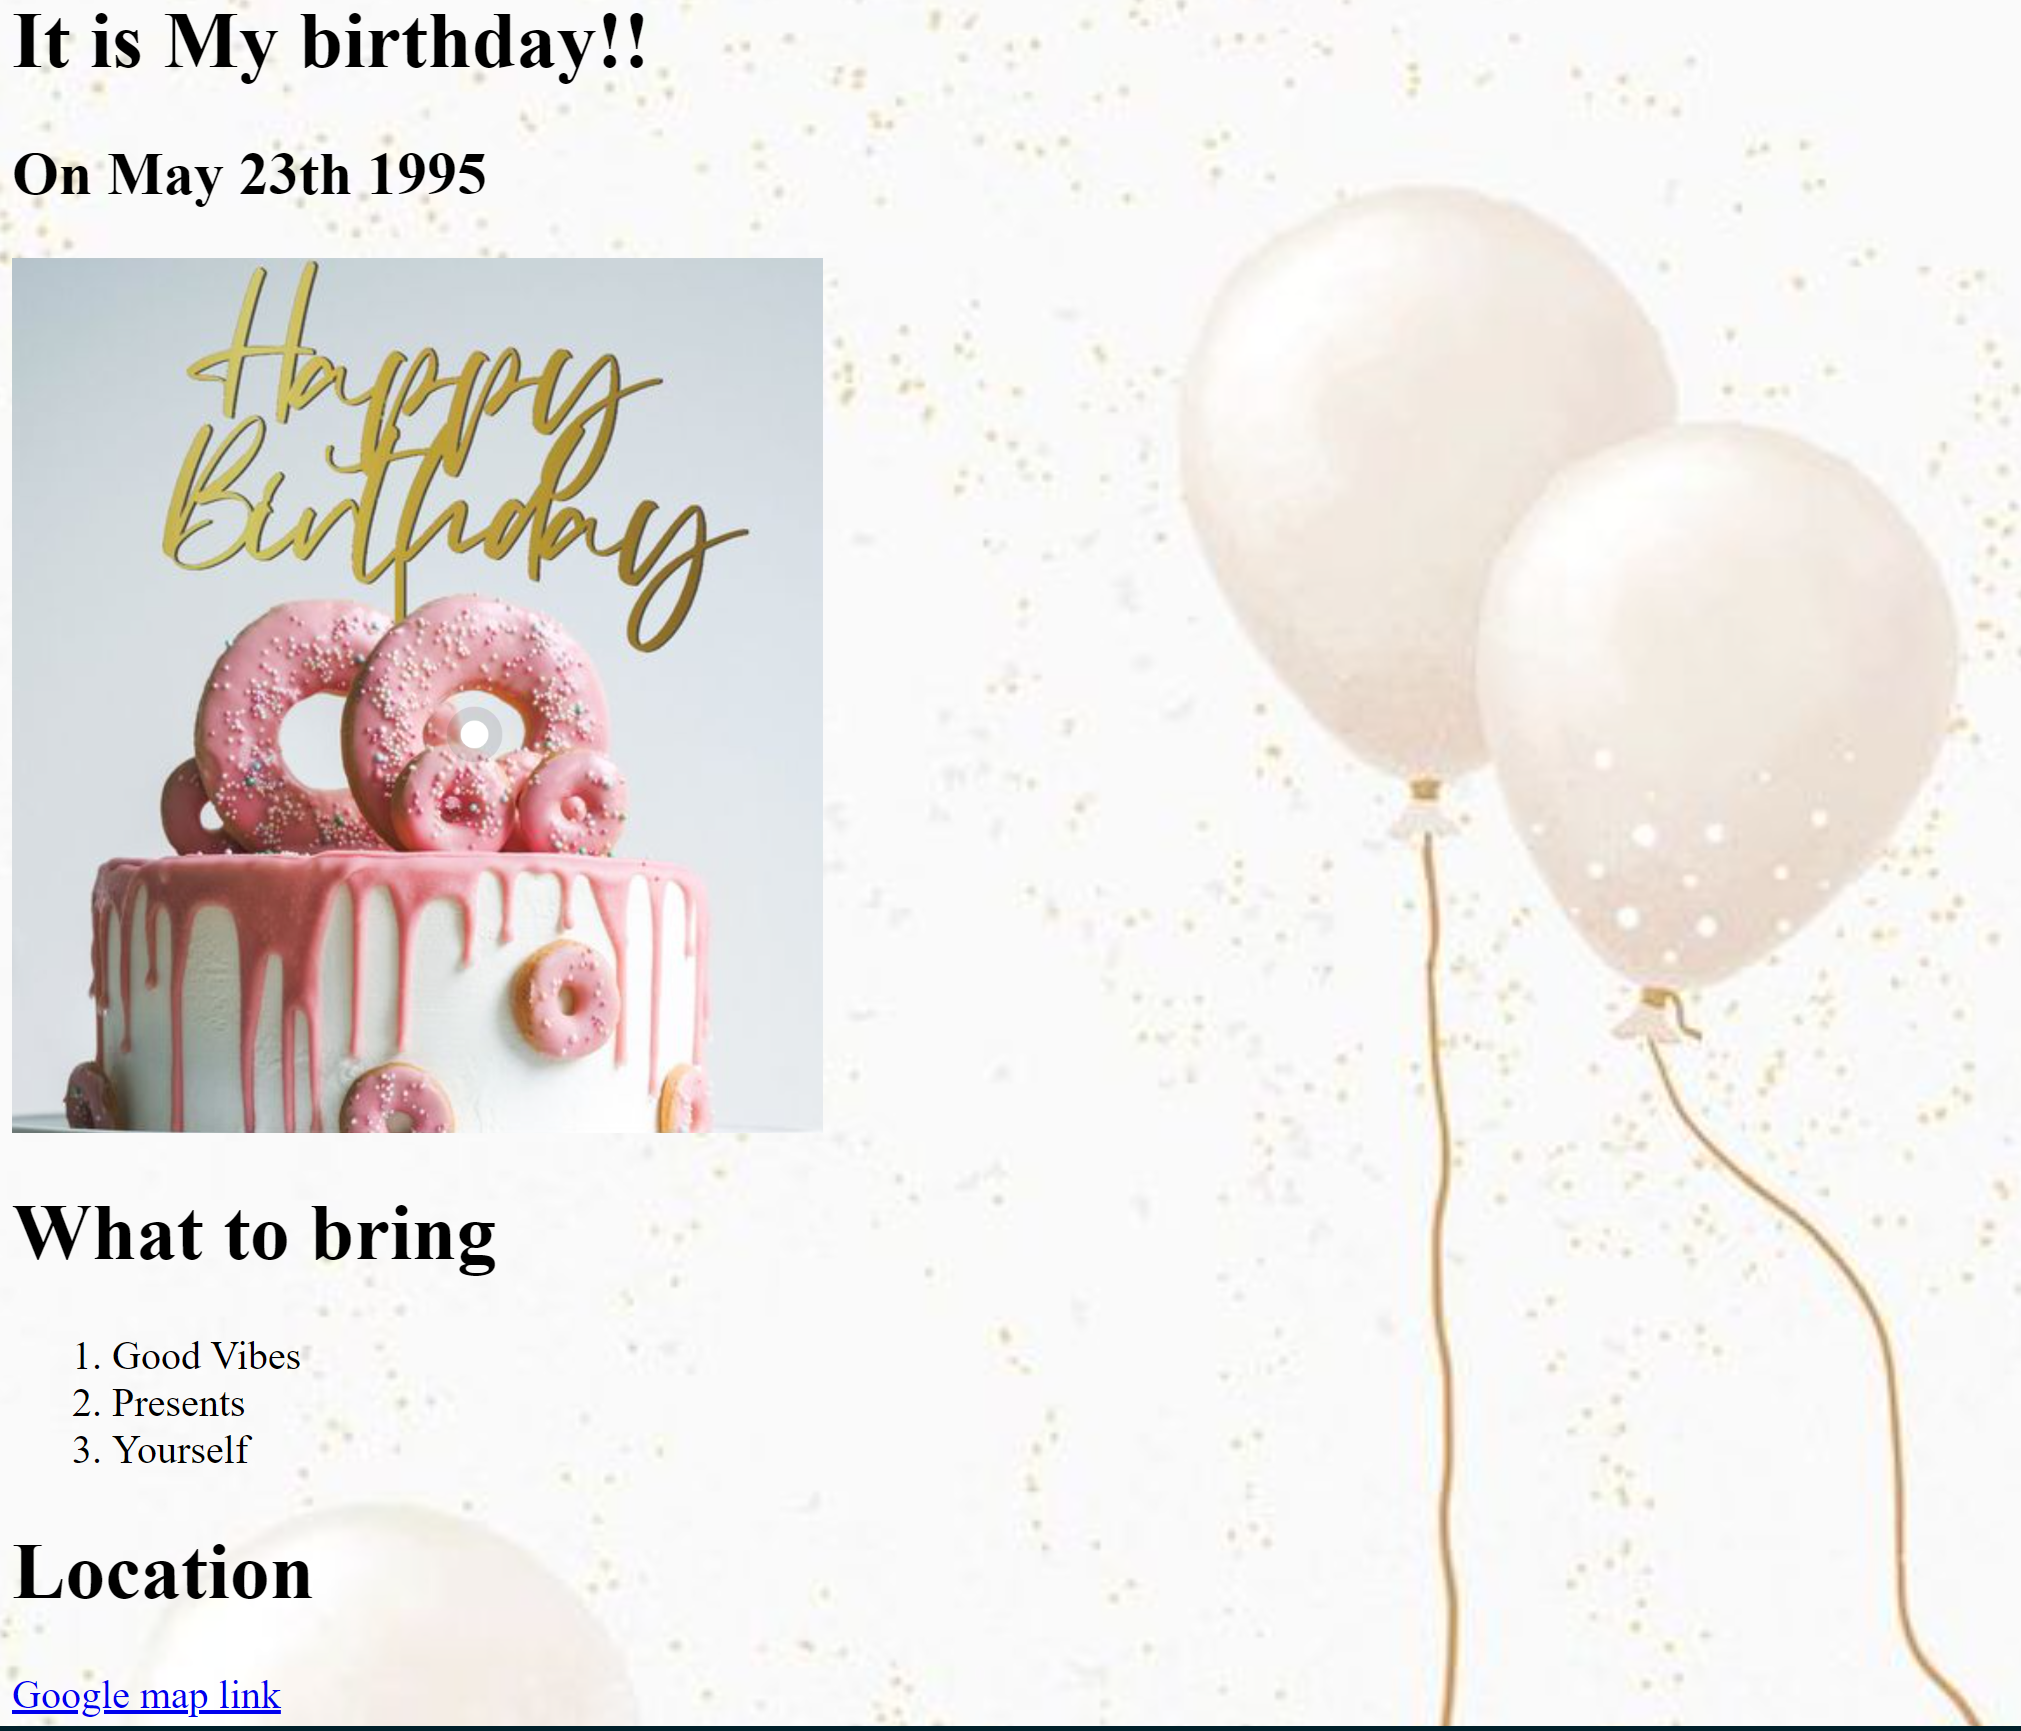 It is My birthday!!
On May 23th 1995
Happy
Birthday
What to bring
1. Good Vibes
2. Presents
3. Yourself
Location
Google map link